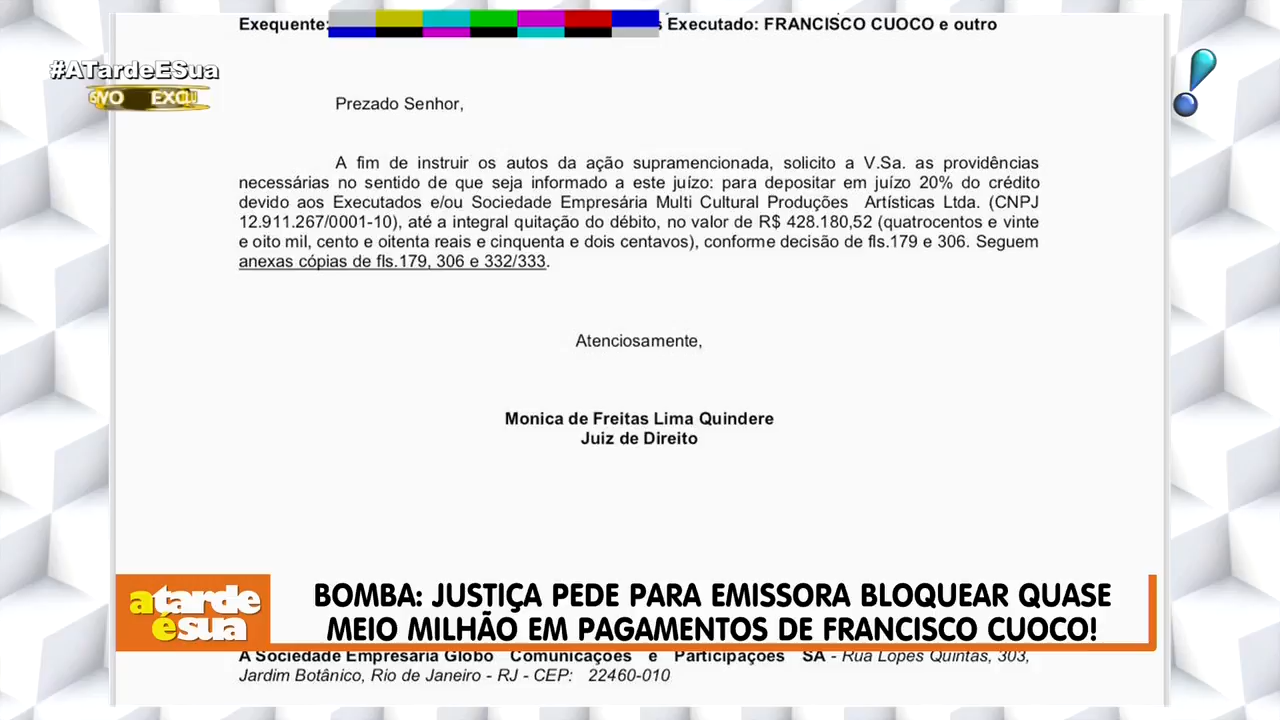 Exequente: Executado: FRANCISCO CUOCO e outro
#ATardeESua
SIVO EXCLU
Prezado Senhor,
A fim de instruir os autos da ação supramencionada, solicito a V.Sa. as providências
necessárias no sentido de que seja informado a este juízo: para depositar em juízo 20% do crédito
devido aos Executados e/ou Sociedade Empresária Multi Cultural Produções Artísticas Ltda. (CNPJ
12.911.267/0001-10), até a integral quitação do débito, no valor de R$ 428.180,52 (quatrocentos e vinte
e oito mil, cento e oitenta reais e cinquenta e dois centavos), conforme decisão de fls.179 e 306. Seguem
anexas cópias de fls.179, 306 e 332/333.
Atenciosamente,
Monica de Freitas Lima Quindere
Juiz de Direito
a tarde
é sua
BOMBA: JUSTIÇA PEDE PARA EMISSORA BLOQUEAR QUASE
MEIO MILHÃO EM PAGAMENTOS DE FRANCISCO CUOCO!
A Sociedade Empresária Globo Comunicações e Participações SA - Rua Lopes Quintas, 303,
Jardim Botânico, Rio de Janeiro - RJ - CEP: 22460-010